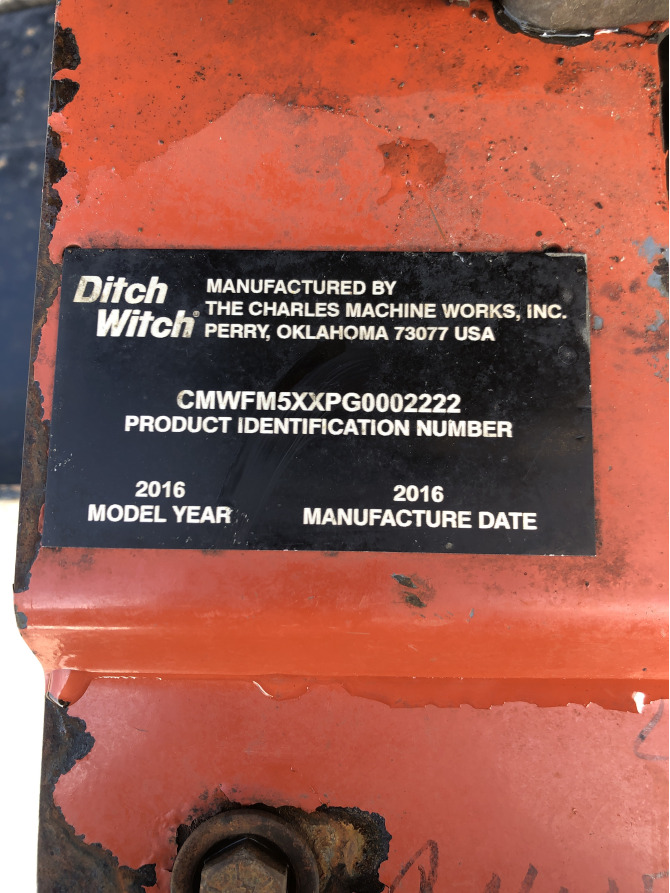 Ditch
Witch®
MANUFACTURED BY
THE CHARLES MACHINE WORKS, INC.
PERRY, OKLAHOMA 73077 USA
CMWFM5XXPG0002222
PRODUCT IDENTIFICATION NUMBER
2016
MODEL YEAR
2016
MANUFACTURE DATE